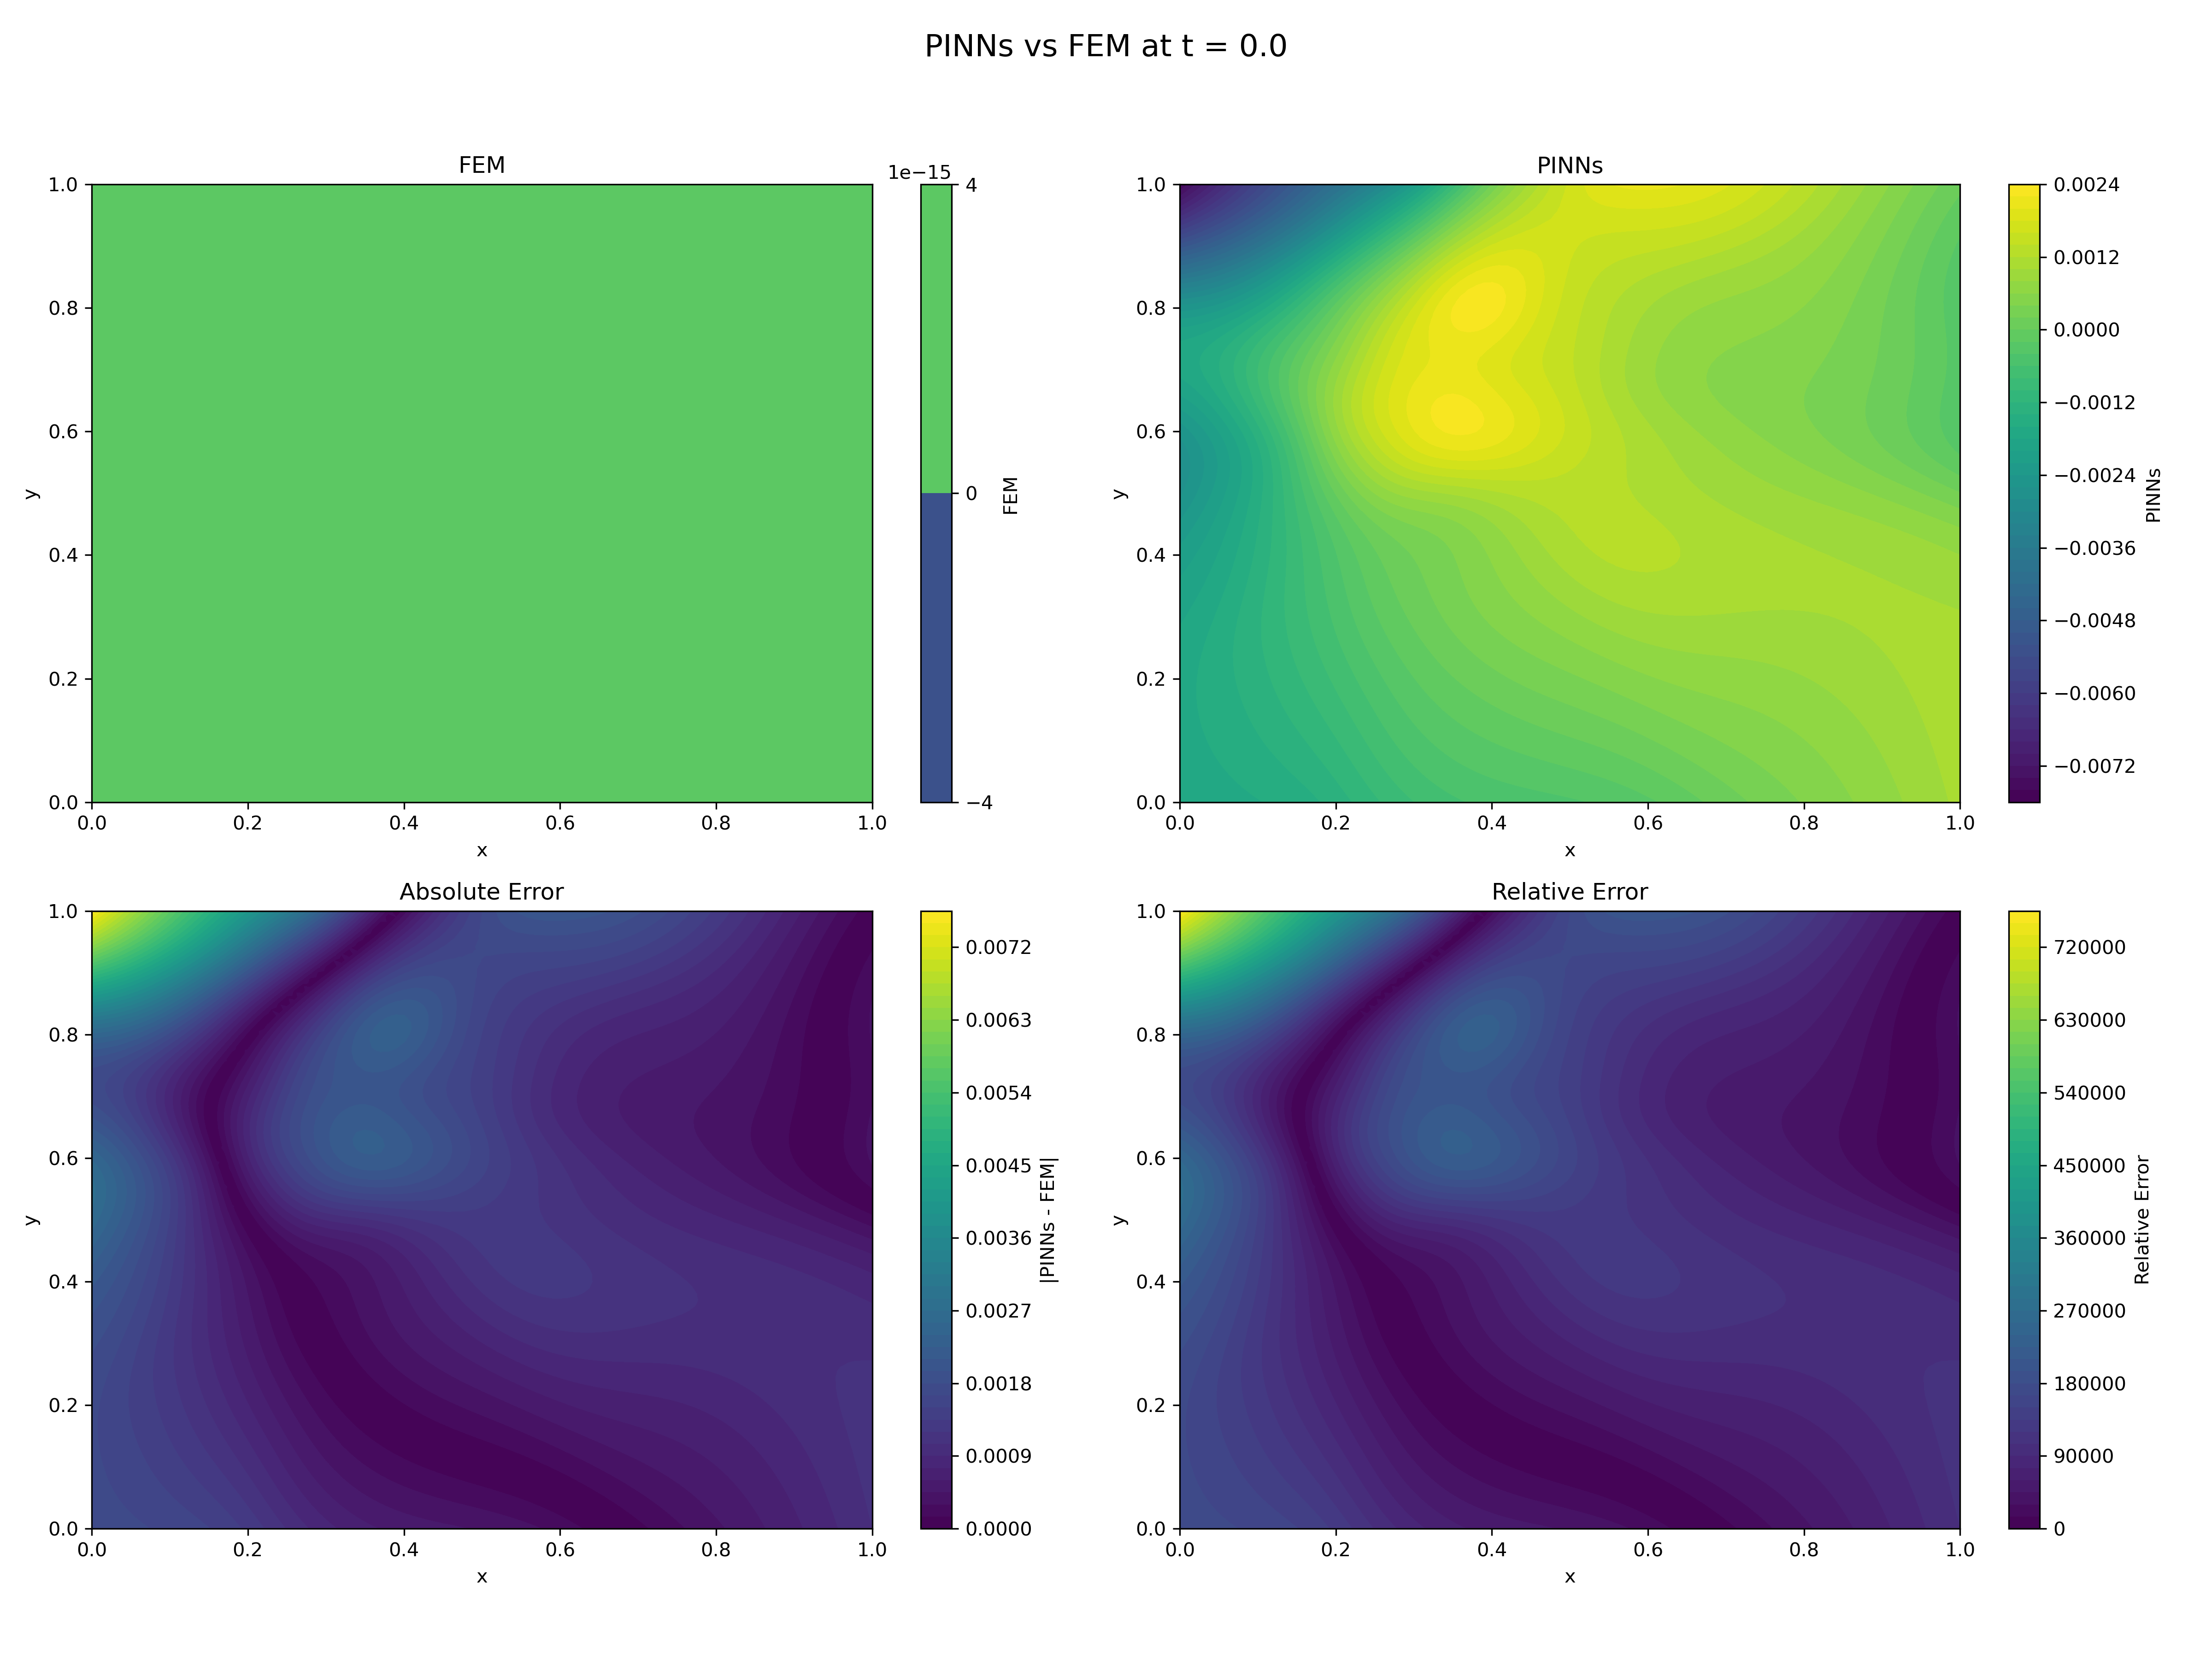 PINNs vs FEM at t = 0.0
FEM
1e−15
1.0
0.8
0.6
0.4
0.2
0.0
y
0.0 0.2 0.4 0.6 0.8 1.0
x
4
0
−4
FEM
PINNs
1.0
0.8
0.6
0.4
0.2
0.0
y
0.0 0.2 0.4 0.6 0.8 1.0
x
0.0024
0.0012
0.0000
−0.0012
−0.0024
−0.0036
−0.0048
−0.0060
−0.0072
PINNs
Absolute Error
1.0
0.8
0.6
0.4
0.2
0.0
y
0.0 0.2 0.4 0.6 0.8 1.0
x
0.0072
0.0063
0.0054
0.0045
0.0036
0.0027
0.0018
0.0009
0.0000
|PINNs - FEM|
Relative Error
1.0
0.8
0.6
0.4
0.2
0.0
y
0.0 0.2 0.4 0.6 0.8 1.0
x
720000
630000
540000
450000
360000
270000
180000
90000
0
Relative Error